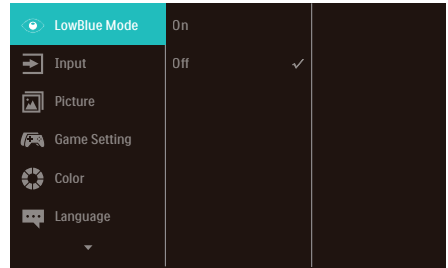 LowBlue Mode
On
Input
Off
Picture
Game Setting
Color
Language